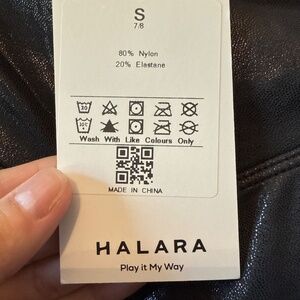 S
7/8
80% Nylon
20% Elastane
Wash With Like Colours Only
MADE IN CHINA
HALARA
Play it My Way